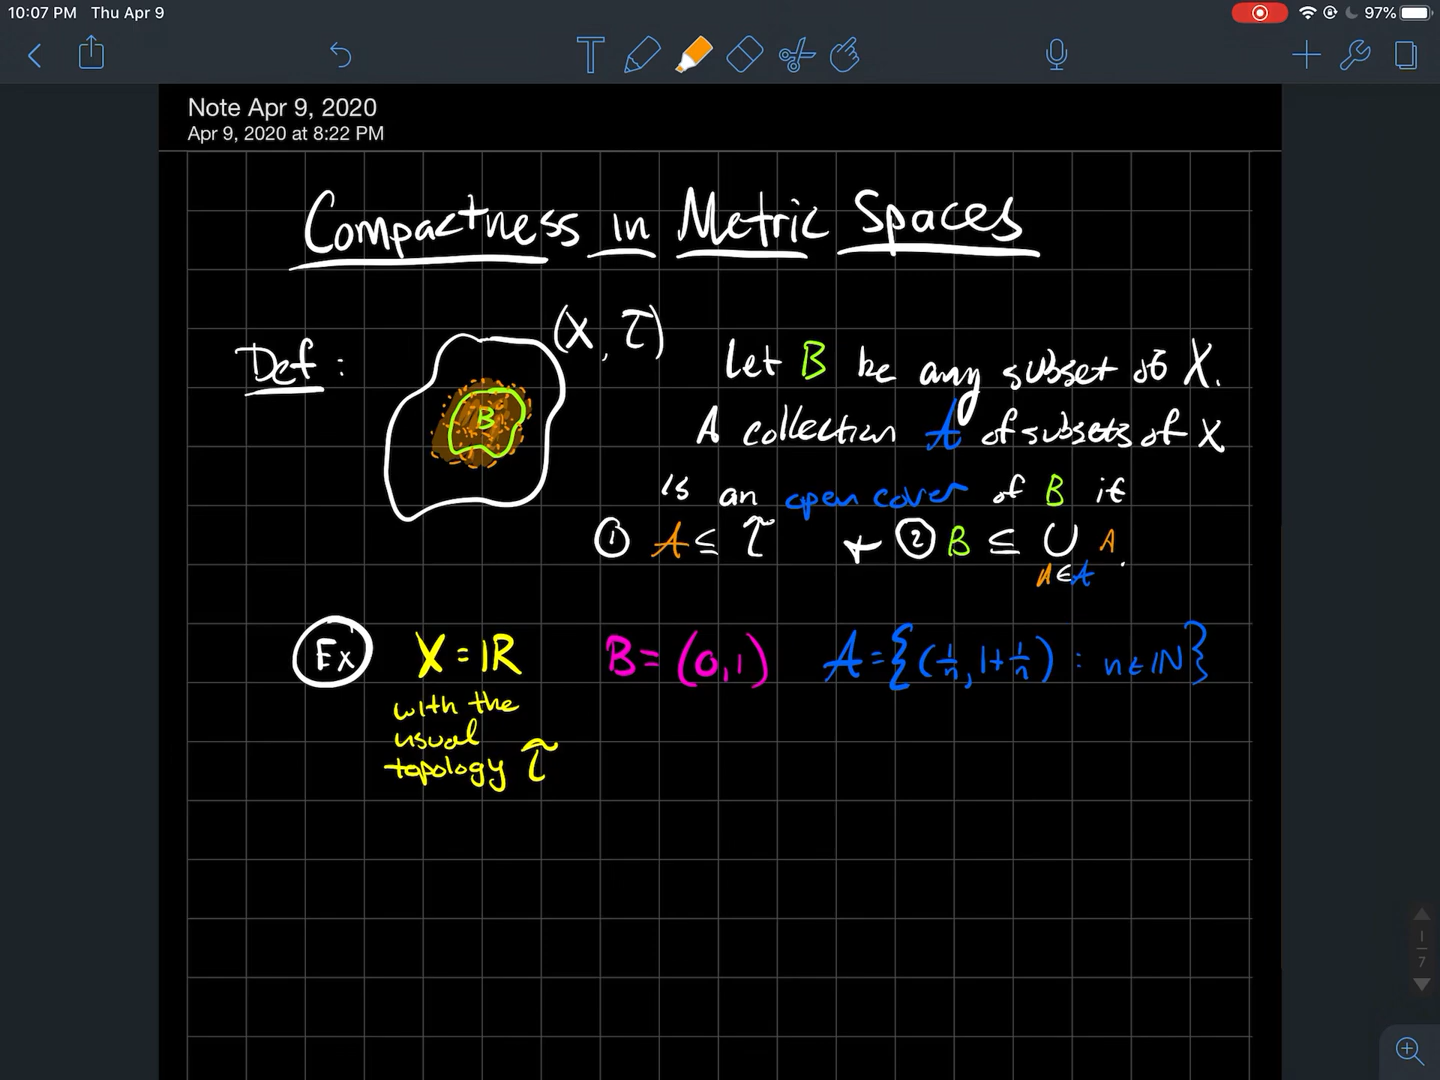 10:07 PM Thu Apr 9
97%
Note Apr 9, 2020
Apr 9, 2020 at 8:22 PM
Compactness in Metric Spaces
Def:
(X, τ)
B
Let B be any subset of X.
A collection 𝒜 of subsets of X
is an open cover of B if
① A ⊆ τ + ② B ⊆ ∪ A.
A∈𝒜
Ex X = ℝ B = (0,1) 𝒜 = {(1/n, 1+1/n) : n∈ℕ}
with the
usual
topology τ
1
7